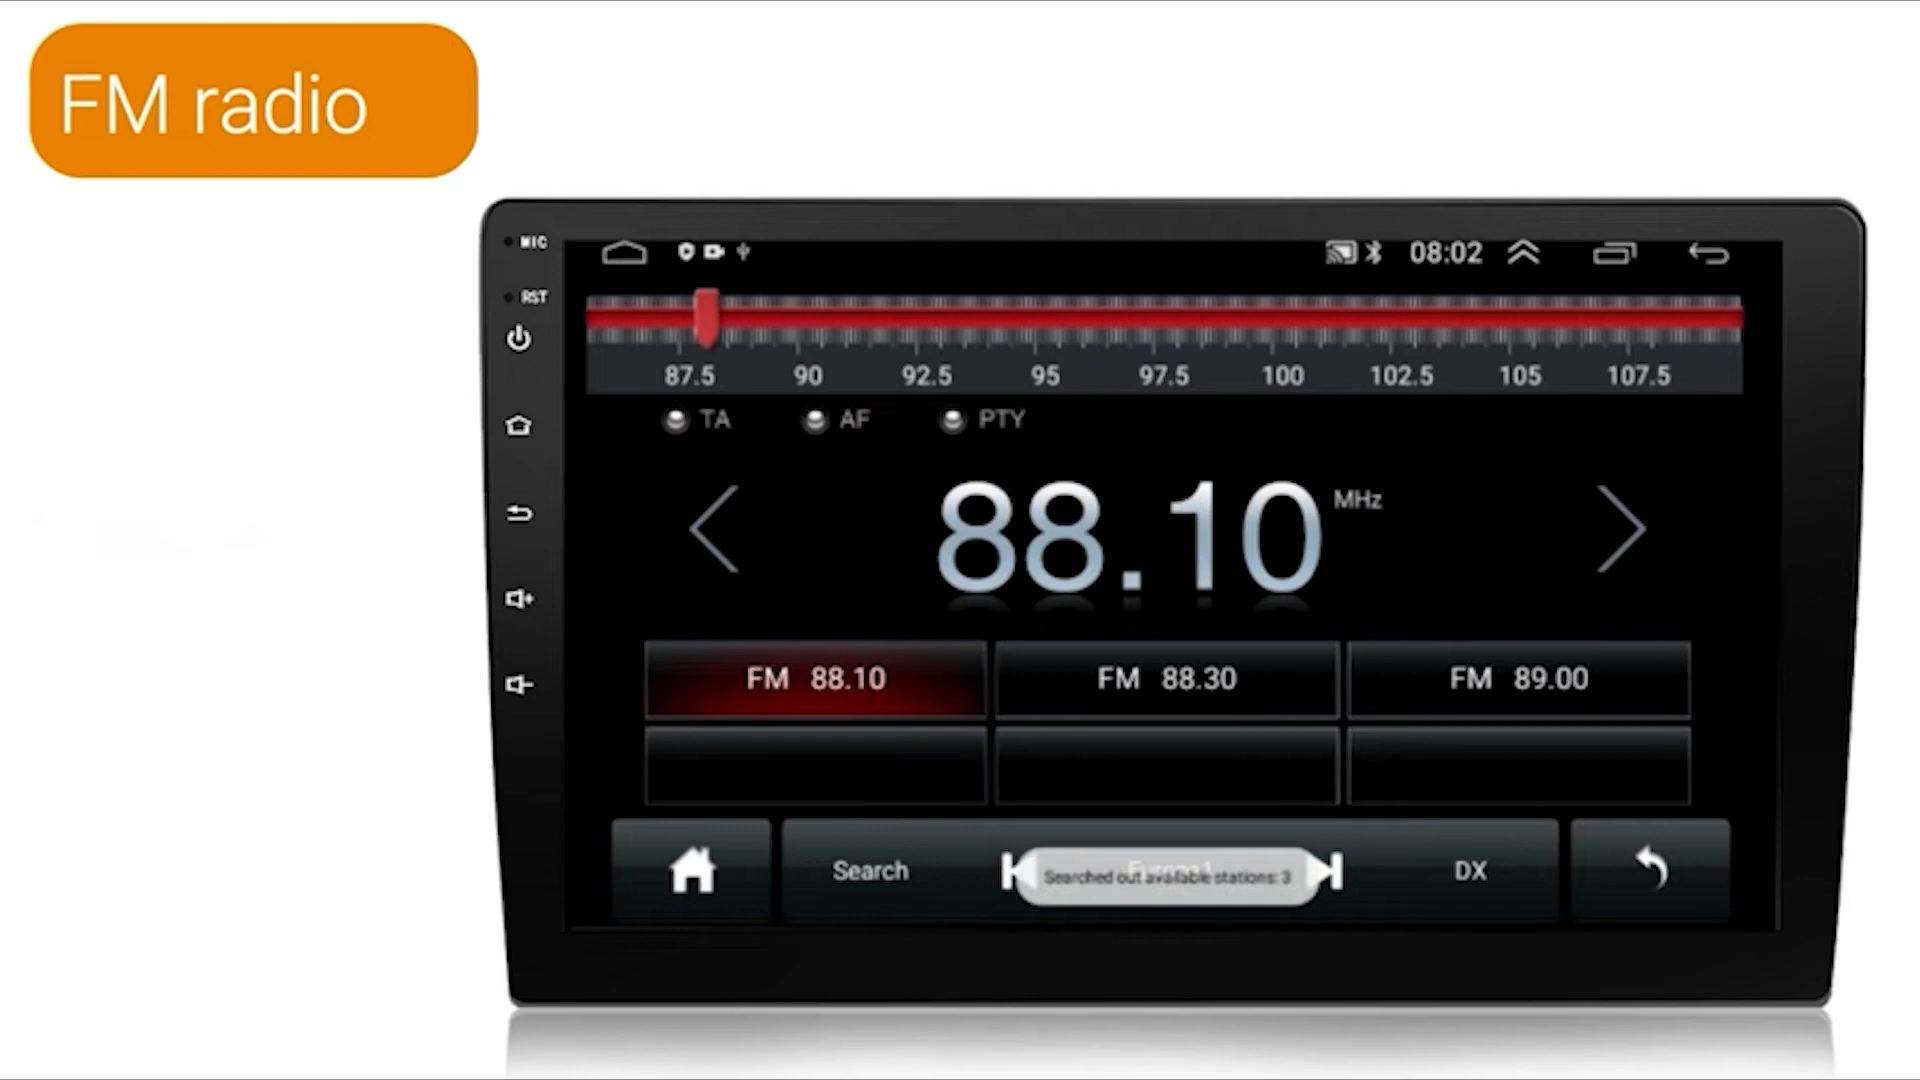 FM radio
MIC
RST
08:02
87.5 90 92.5 95 97.5 100 102.5 105 107.5
TA AF PTY
88.10 MHz
FM 88.10 FM 88.30 FM 89.00
Search Searched out available stations: 3 DX